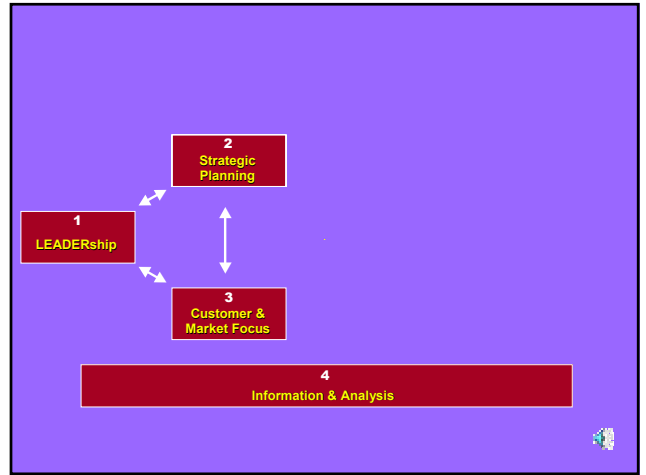 2
Strategic
Planning
1
LEADERship
3
Customer &
Market Focus
4
Information & Analysis